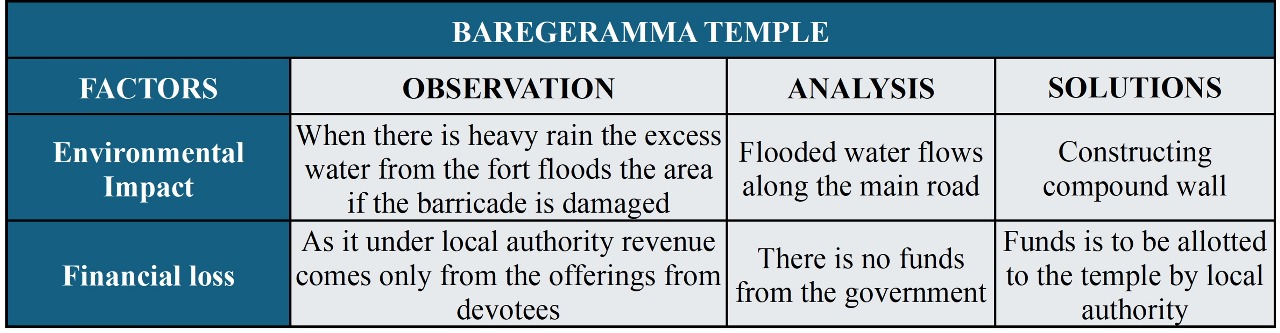 BAREGERAMMA TEMPLE
FACTORS
OBSERVATION
ANALYSIS
SOLUTIONS
Environmental
Impact
When there is heavy rain the excess
water from the fort floods the area
if the barricade is damaged
Flooded water flows
along the main road
Constructing
compound wall
Financial loss
As it under local authority revenue
comes only from the offerings from
devotees
There is no funds
from the government
Funds is to be allotted
to the temple by local
authority